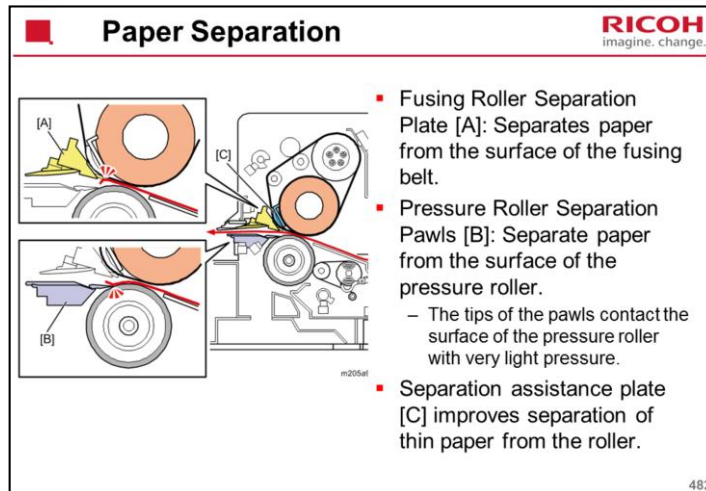 Paper Separation
RICOH
imagine. change.
[A]
[C]
[B]
▪ Fusing Roller Separation
Plate [A]: Separates paper
from the surface of the fusing
belt.
▪ Pressure Roller Separation
Pawls [B]: Separate paper
from the surface of the
pressure roller.
– The tips of the pawls contact the
surface of the pressure roller
with very light pressure.
▪ Separation assistance plate
[C] improves separation of
thin paper from the roller.